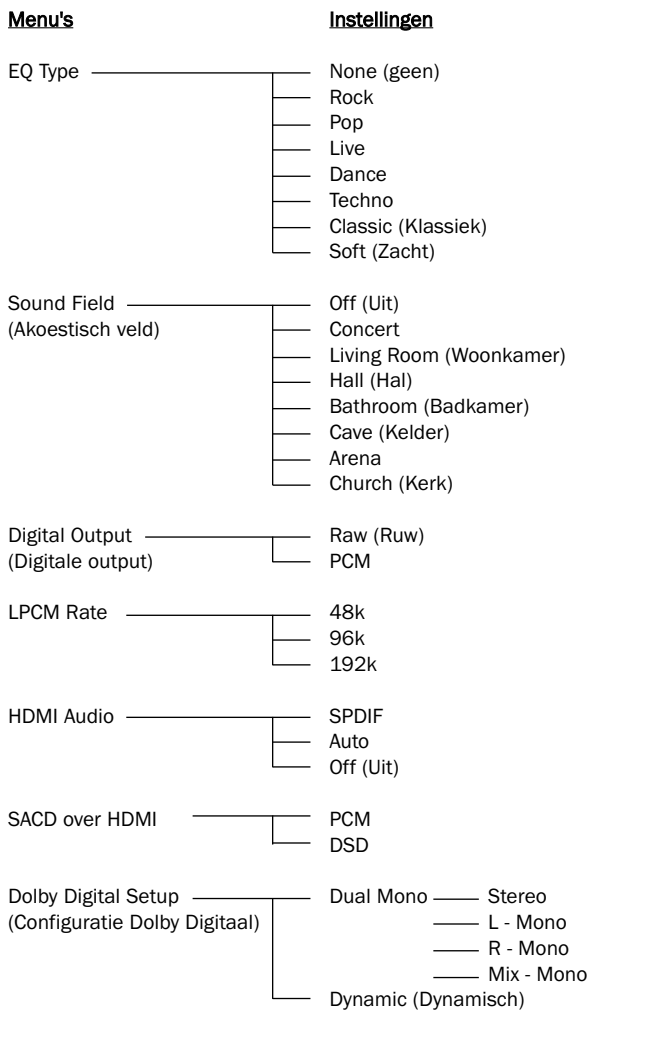 Menu's Instellingen
EQ Type None (geen)
Rock
Pop
Live
Dance
Techno
Classic (Klassiek)
Soft (Zacht)
Sound Field Off (Uit)
(Akoestisch veld) Concert
Living Room (Woonkamer)
Hall (Hal)
Bathroom (Badkamer)
Cave (Kelder)
Arena
Church (Kerk)
Digital Output Raw (Ruw)
(Digitale output) PCM
LPCM Rate 48k
96k
192k
HDMI Audio SPDIF
Auto
Off (Uit)
SACD over HDMI PCM
DSD
Dolby Digital Setup Dual Mono Stereo
(Configuratie Dolby Digitaal) L - Mono
R - Mono
Mix - Mono
Dynamic (Dynamisch)